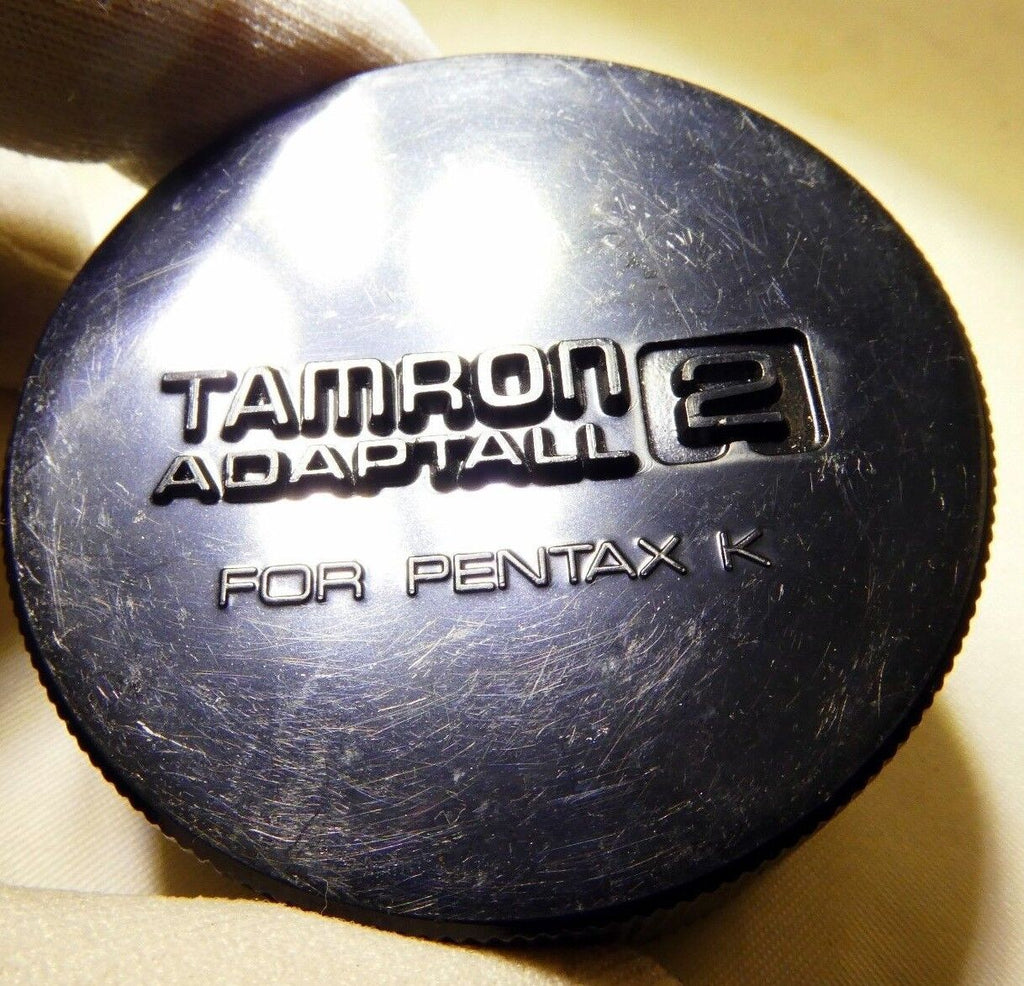 TAMRON 2
ADAPTALL
FOR PENTAX K